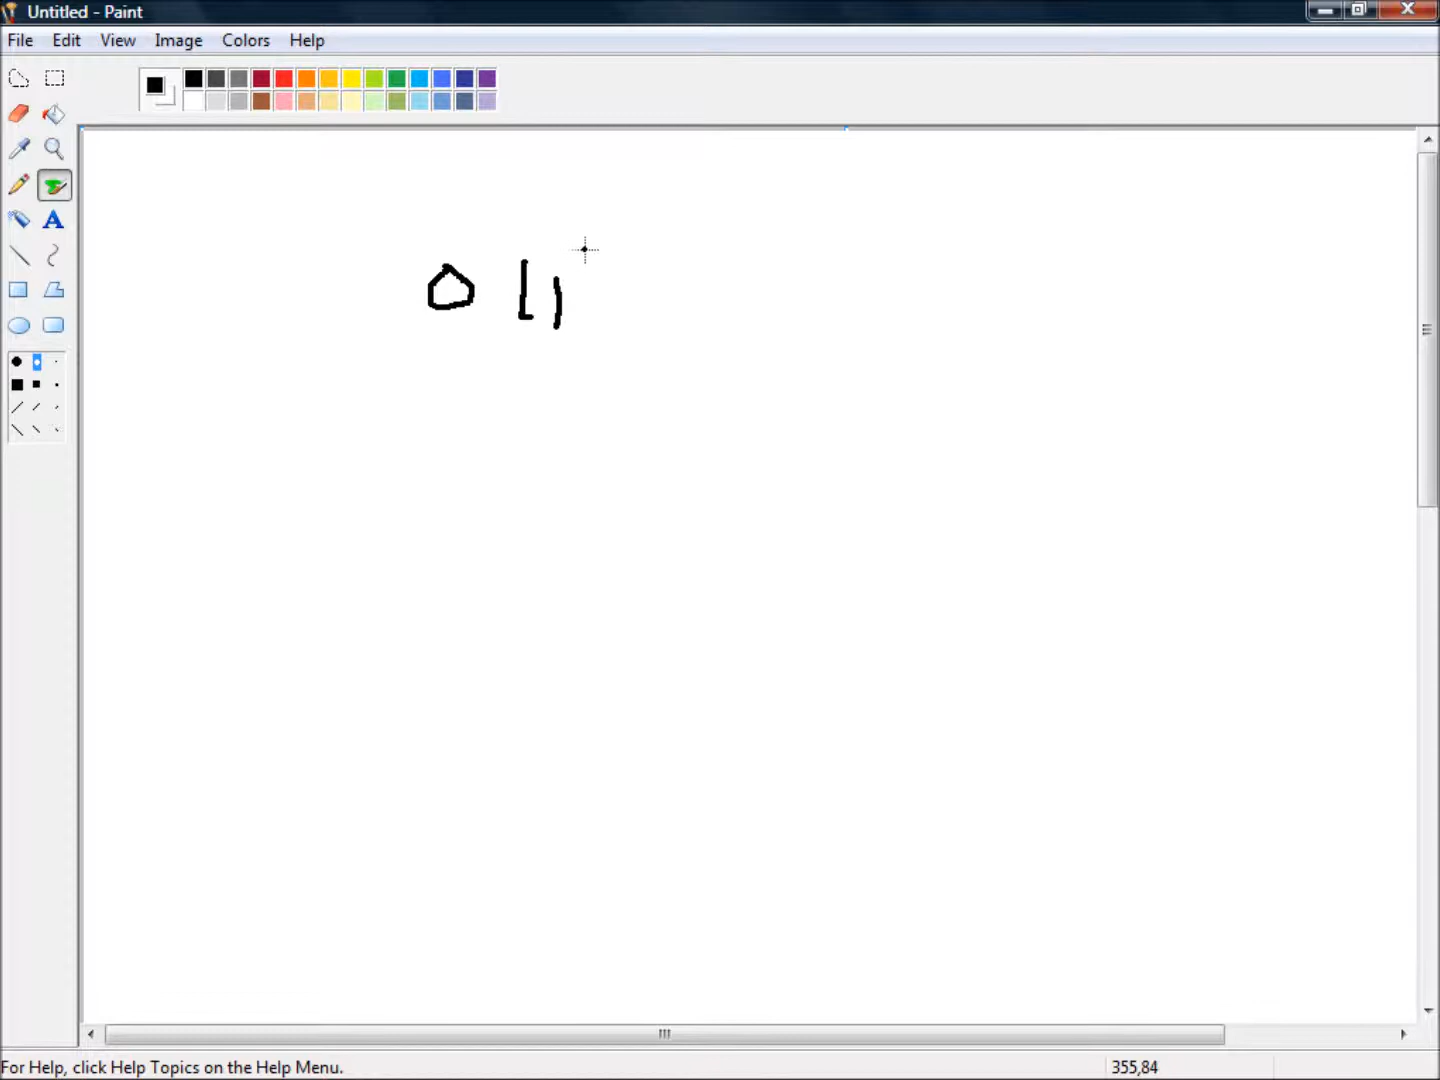 Untitled - Paint
File Edit View Image Colors Help
For Help, click Help Topics on the Help Menu. 355,84